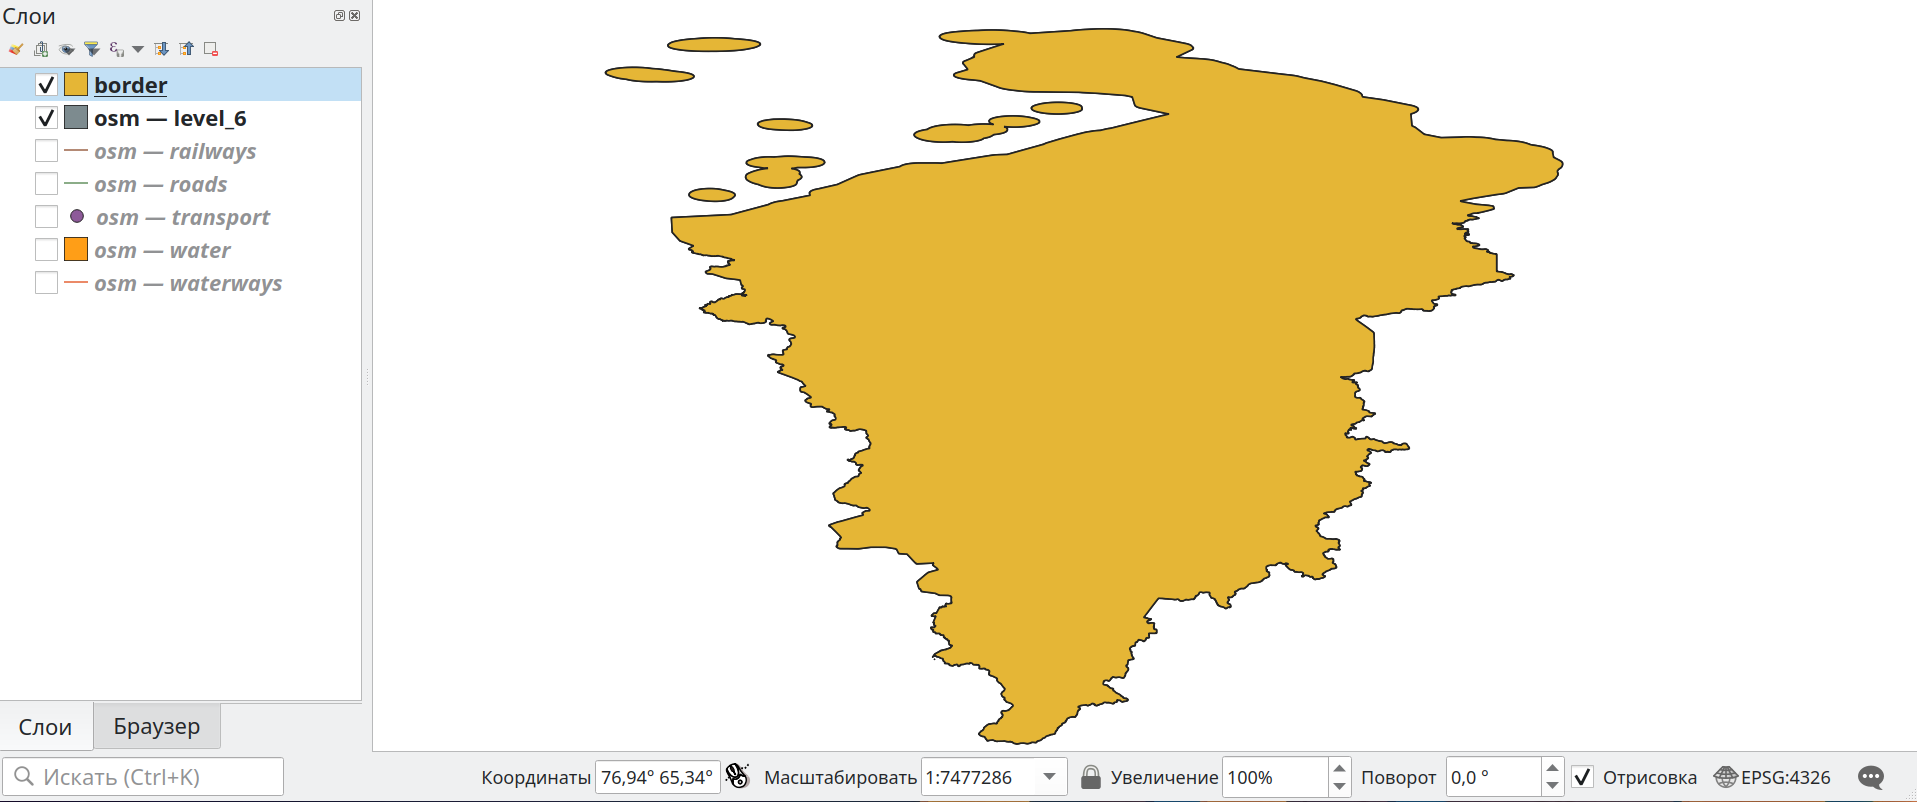 Слои
border
osm — level_6
osm — railways
osm — roads
osm — transport
osm — water
osm — waterways
Слои
Браузер
Искать (Ctrl+K)
Координаты 76,94° 65,34° Масштабировать 1:7477286 Увеличение 100% Поворот 0,0 ° Отрисовка EPSG:4326